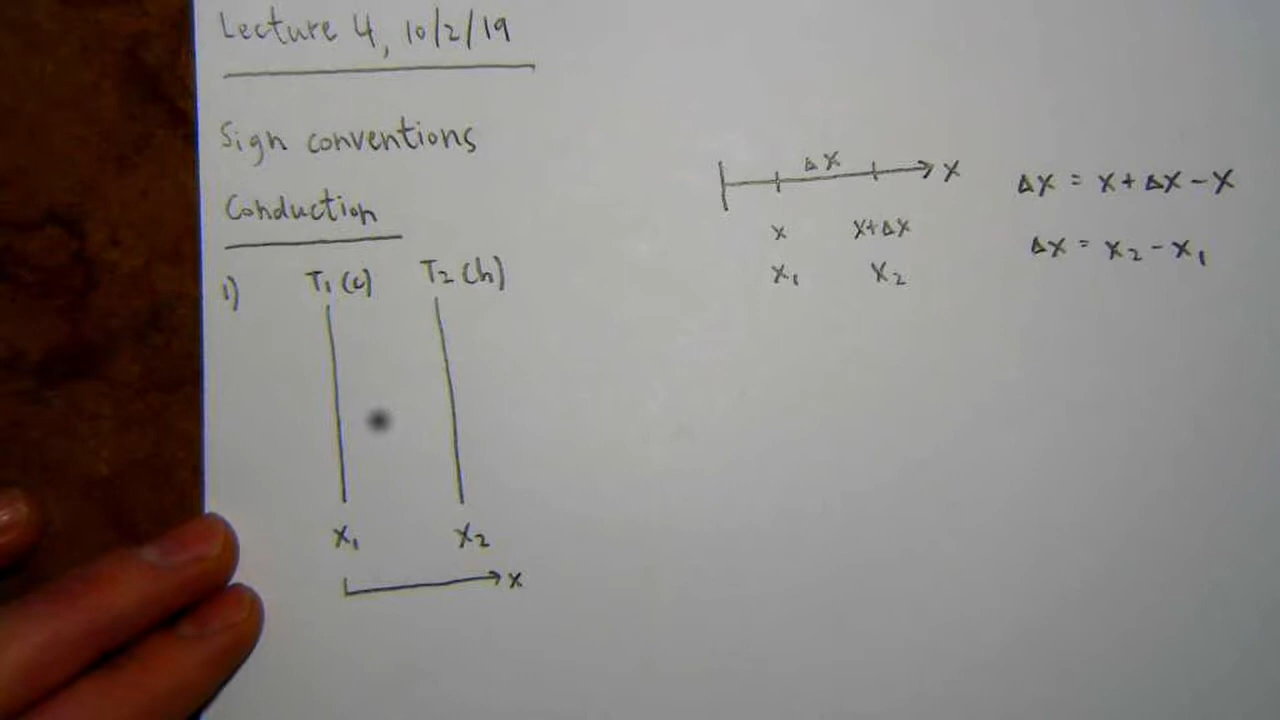 Lecture 4, 10/2/19
Sign conventions
Conduction
1) T₁ (c) T₂ (h)
x₁ x₂
x
Δx x
x x+Δx
x₁ x₂
Δx = x+Δx-x
Δx = x₂-x₁